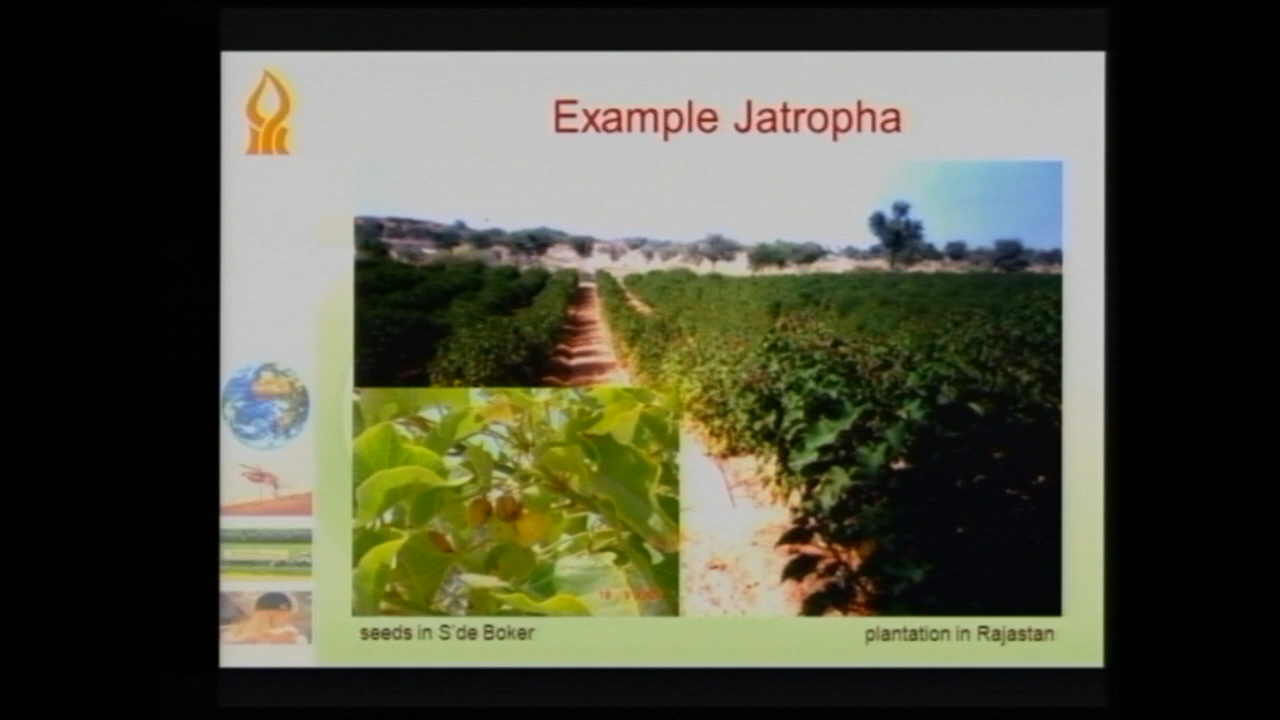 Example Jatropha
seeds in S'de Boker
plantation in Rajastan